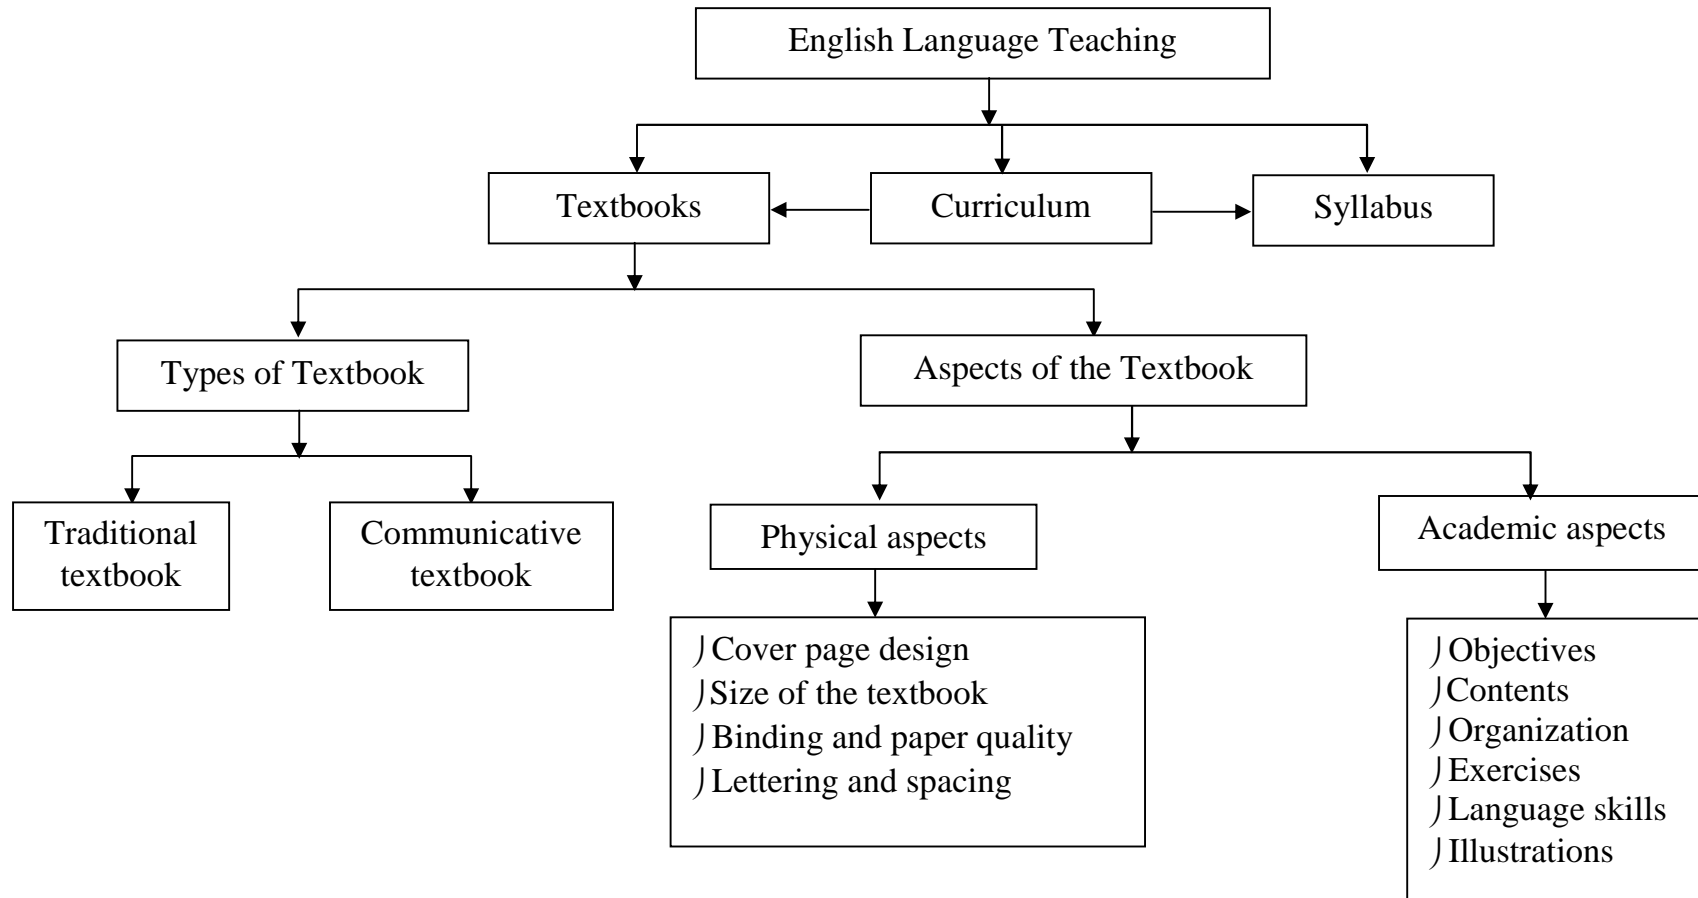 English Language Teaching
Textbooks
Curriculum
Syllabus
Types of Textbook
Aspects of the Textbook
Traditional
textbook
Communicative
textbook
Physical aspects
Academic aspects
⌡Cover page design
⌡Size of the textbook
⌡Binding and paper quality
⌡Lettering and spacing
⌡Objectives
⌡Contents
⌡Organization
⌡Exercises
⌡Language skills
⌡Illustrations